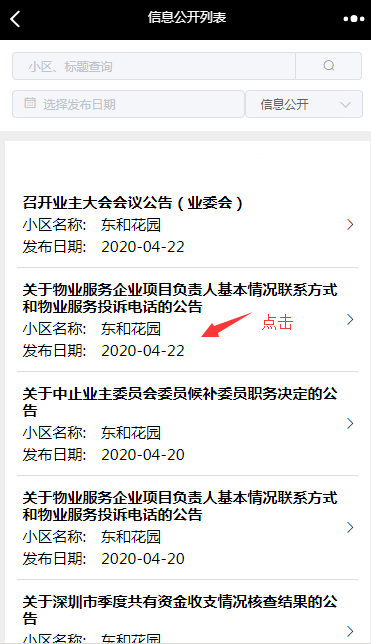 信息公开列表
小区、标题查询
选择发布日期
信息公开
召开业主大会会议公告（业委会）
小区名称: 东和花园
发布日期: 2020-04-22
关于物业服务企业项目负责人基本情况联系方式
和物业服务投诉电话的公告
小区名称: 东和花园
点击
发布日期: 2020-04-22
关于中止业主委员会委员候补委员职务决定的公
告
小区名称: 东和花园
发布日期: 2020-04-20
关于物业服务企业项目负责人基本情况联系方式
和物业服务投诉电话的公告
小区名称: 东和花园
发布日期: 2020-04-20
关于深圳市季度共有资金收支情况核查结果的公
告
小区名称: 东和花园